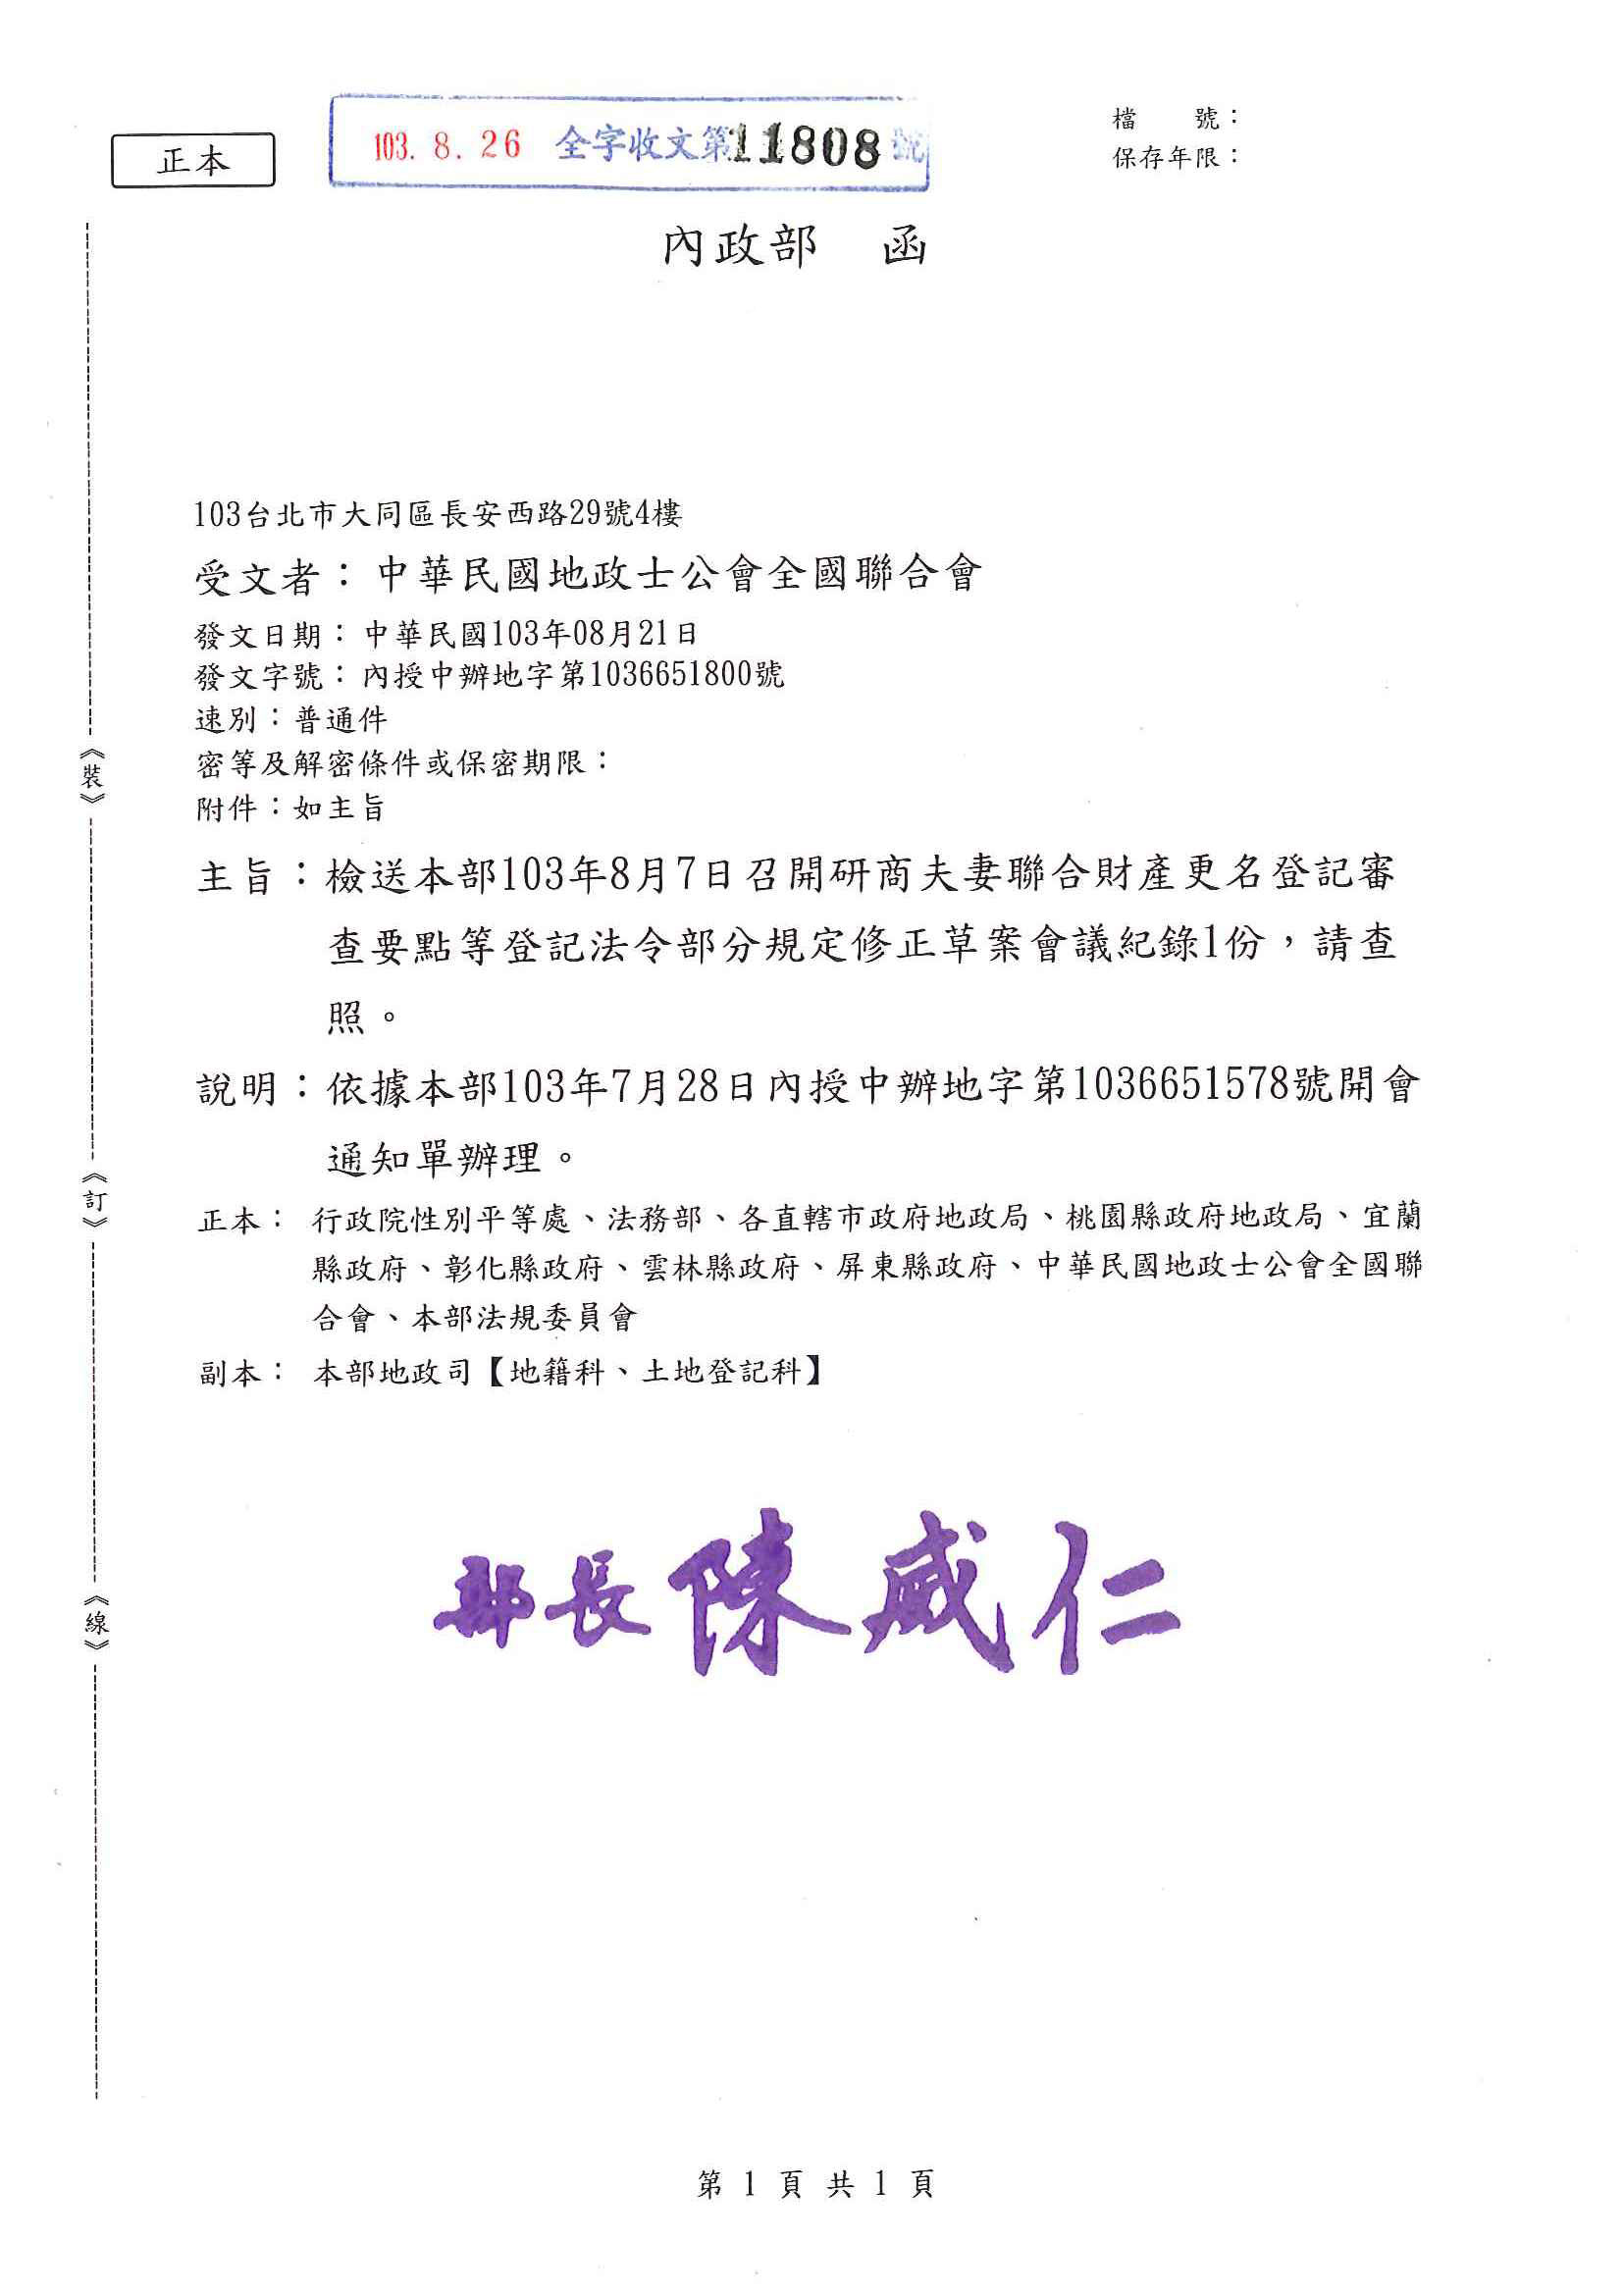 檔　　號：
保存年限：
正本
103. 8. 26 全字收文第11808號
內政部　函
103台北市大同區長安西路29號4樓
受文者：中華民國地政士公會全國聯合會
發文日期：中華民國103年08月21日
發文字號：內授中辦地字第1036651800號
速別：普通件
密等及解密條件或保密期限：
附件：如主旨
主旨：檢送本部103年8月7日召開研商夫妻聯合財產更名登記審
查要點等登記法令部分規定修正草案會議紀錄1份，請查
照。
說明：依據本部103年7月28日內授中辦地字第1036651578號開會
通知單辦理。
正本：行政院性別平等處、法務部、各直轄市政府地政局、桃園縣政府地政局、宜蘭
縣政府、彰化縣政府、雲林縣政府、屏東縣政府、中華民國地政士公會全國聯
合會、本部法規委員會
副本：本部地政司【地籍科、土地登記科】
部長陳威仁
《裝》
《訂》
《線》
第 1 頁 共 1 頁